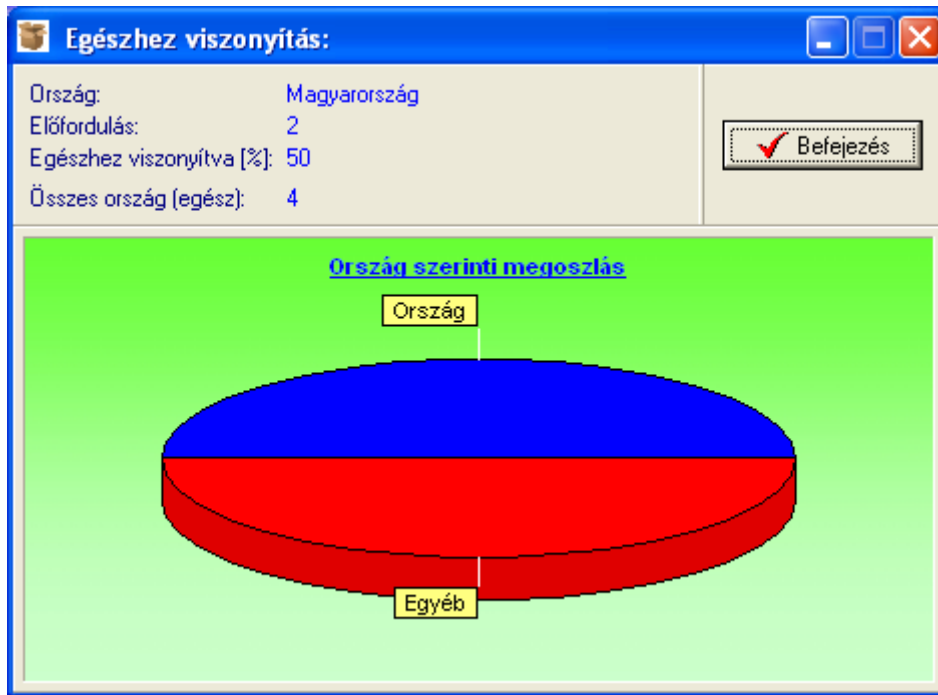 Egészhez viszonyítás:
Ország: Magyarország
Előfordulás: 2
Egészhez viszonyítva [%]: 50
Összes ország (egész): 4
Befejezés
Ország szerinti megoszlás
Ország
Egyéb